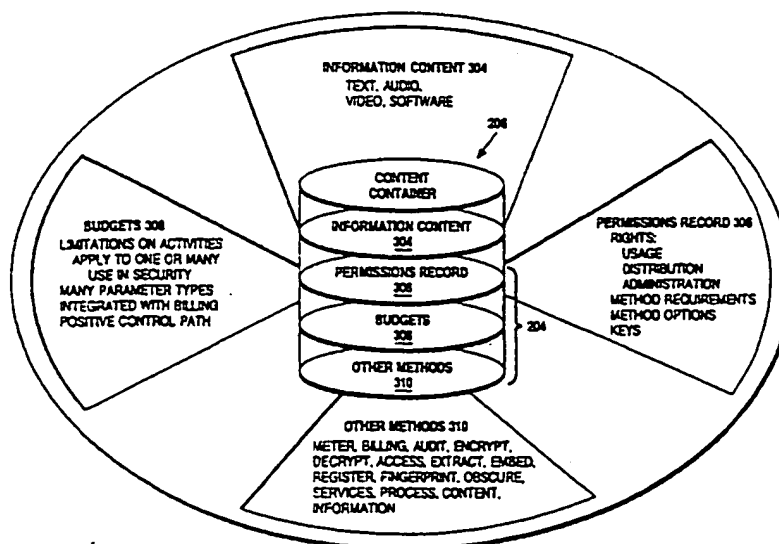 INFORMATION CONTENT 304
TEXT, AUDIO,
VIDEO, SOFTWARE
206
CONTENT
CONTAINER
INFORMATION CONTENT
304
PERMISSIONS RECORD
306
BUDGETS
308
OTHER METHODS
310
204
BUDGETS 308
LIMITATIONS ON ACTIVITIES
APPLY TO ONE OR MANY
USE IN SECURITY
MANY PARAMETER TYPES
INTEGRATED WITH BILLING
POSITIVE CONTROL PATH
PERMISSIONS RECORD 306
RIGHTS:
USAGE
DISTRIBUTION
ADMINISTRATION
METHOD REQUIREMENTS
METHOD OPTIONS
KEYS
OTHER METHODS 310
METER, BILLING, AUDIT, ENCRYPT,
DECRYPT, ACCESS, EXTRACT, EMBED,
REGISTER, FINGERPRINT, OBSCURE,
SERVICES, PROCESS, CONTENT,
INFORMATION